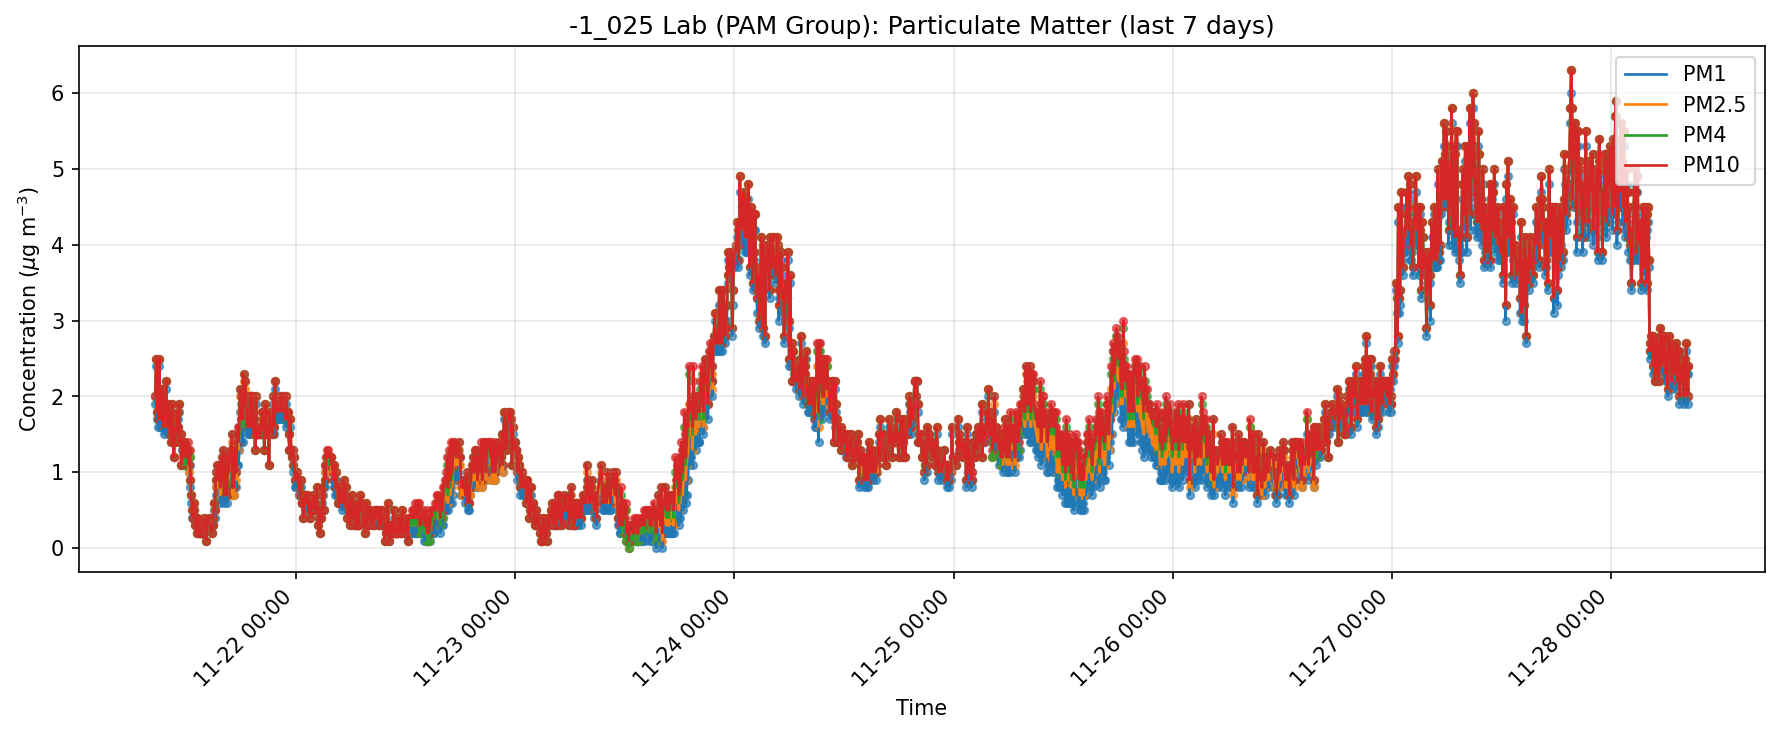 -1_025 Lab (PAM Group): Particulate Matter (last 7 days)
PM1
PM2.5
PM4
PM10
Concentration (μg m⁻³)
6
5
4
3
2
1
0
11-22 00:00
11-23 00:00
11-24 00:00
11-25 00:00
11-26 00:00
11-27 00:00
11-28 00:00
Time